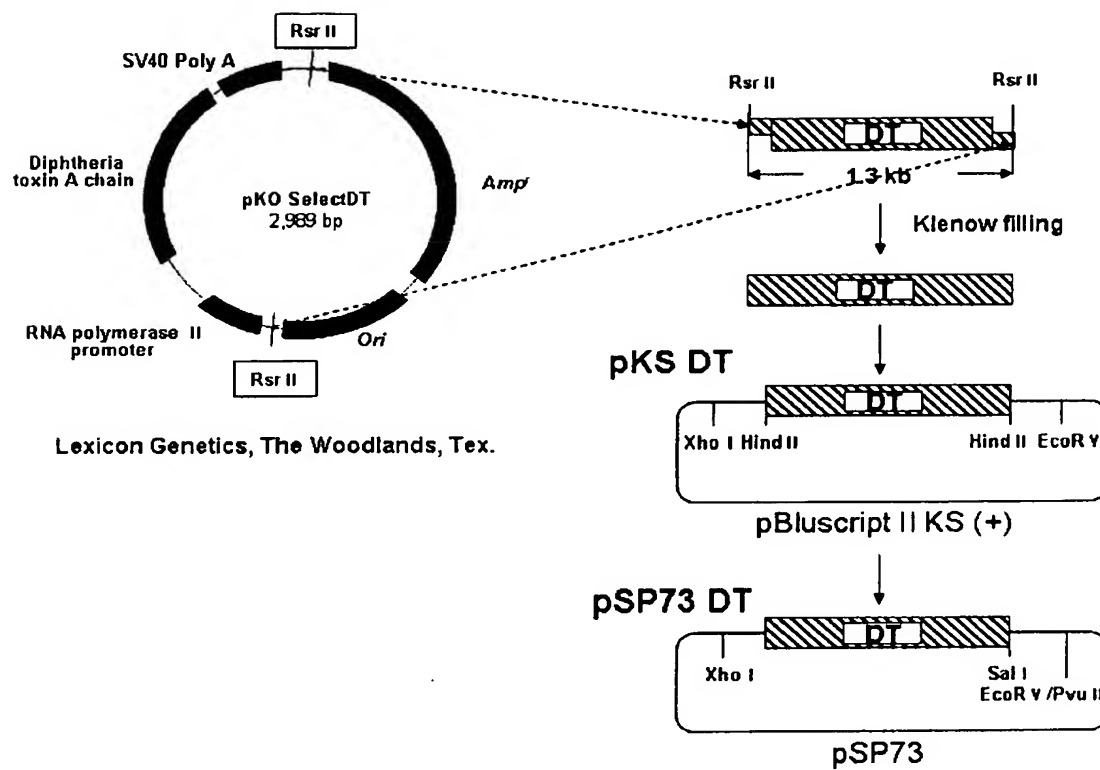 Rsr II
SV40 Poly A
Diphtheria
toxin A chain
pKO SelectDT
2,989 bp
Ampʳ
RNA polymerase II
promoter
Ori
Rsr II
Lexicon Genetics, The Woodlands, Tex.
Rsr II
Rsr II
DT
1.3 kb
Klenow filling
DT
pKS DT
DT
Xho I Hind II
Hind II EcoR V
pBluscript II KS (+)
pSP73 DT
DT
Xho I
Sal I
EcoR V/Pvu II
pSP73